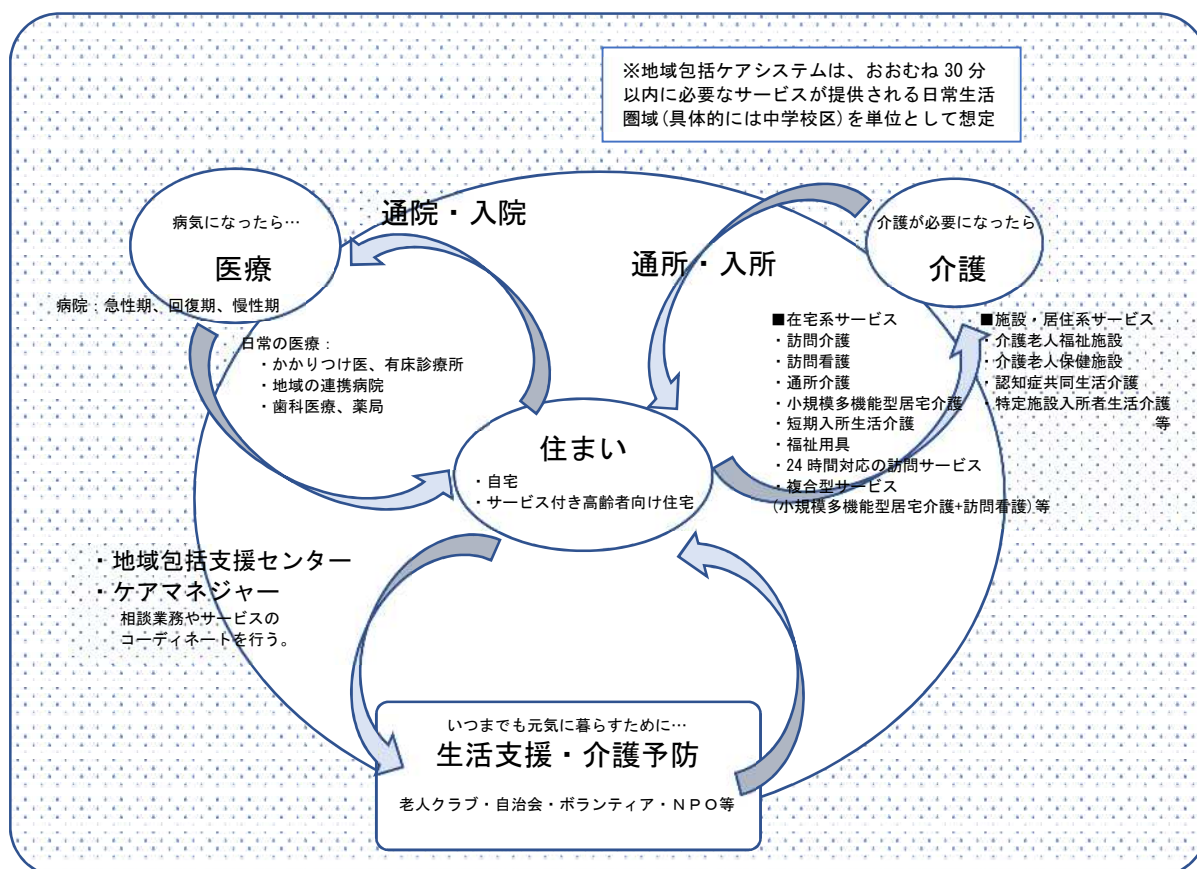 ※地域包括ケアシステムは、おおむね 30 分
以内に必要なサービスが提供される日常生活
圏域(具体的には中学校区)を単位として想定
病気になったら…
医療
病院：急性期、回復期、慢性期
通院・入院
日常の医療：
・かかりつけ医、有床診療所
・地域の連携病院
・歯科医療、薬局
通所・入所
介護が必要になったら
介護
■在宅系サービス
・訪問介護
・訪問看護
・通所介護
・小規模多機能型居宅介護
・短期入所生活介護
・福祉用具
・24 時間対応の訪問サービス
・複合型サービス
(小規模多機能型居宅介護+訪問看護)等
■施設・居住系サービス
・介護老人福祉施設
・介護老人保健施設
・認知症共同生活介護
・特定施設入所者生活介護
等
住まい
・自宅
・サービス付き高齢者向け住宅
・地域包括支援センター
・ケアマネジャー
相談業務やサービスの
コーディネートを行う。
いつまでも元気に暮らすために…
生活支援・介護予防
老人クラブ・自治会・ボランティア・ＮＰＯ等